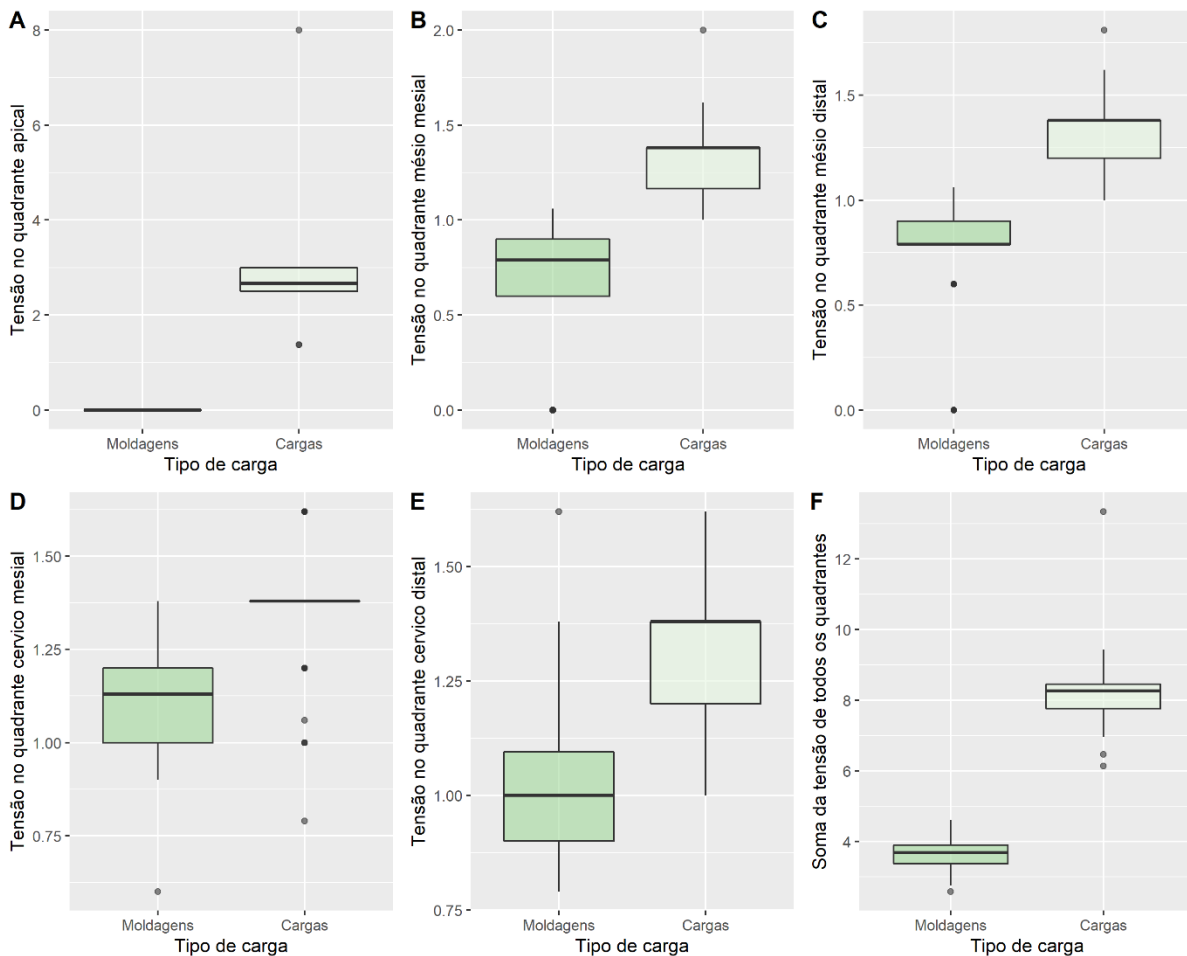 A
Tensão no quadrante apical
8
6
4
2
0
Moldagens
Cargas
Tipo de carga
B
Tensão no quadrante mésio mesial
2.0
1.5
1.0
0.5
0.0
Moldagens
Cargas
Tipo de carga
C
Tensão no quadrante mésio distal
1.5
1.0
0.5
0.0
Moldagens
Cargas
Tipo de carga
D
Tensão no quadrante cervico mesial
1.50
1.25
1.00
0.75
Moldagens
Cargas
Tipo de carga
E
Tensão no quadrante cervico distal
1.50
1.25
1.00
0.75
Moldagens
Cargas
Tipo de carga
F
Soma da tensão de todos os quadrantes
12
10
8
6
4
Moldagens
Cargas
Tipo de carga